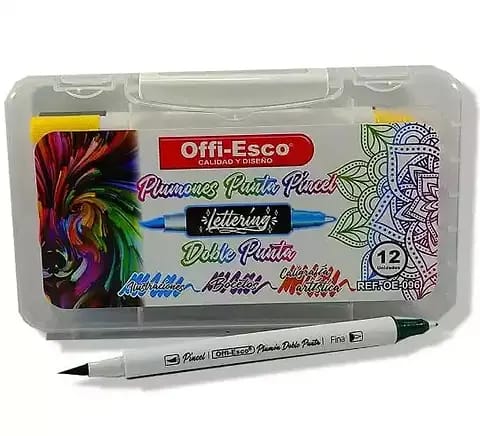 Offi-Esco®
CALIDAD Y DISEÑO
Plumones Punta Pincel
Lettering
Doble Punta
Ilustraciones Bocetos Caligrafía artística
12
Unidades
REF. OE-096
Pincel | Offi-Esco® Plumón Doble Punta | Fina